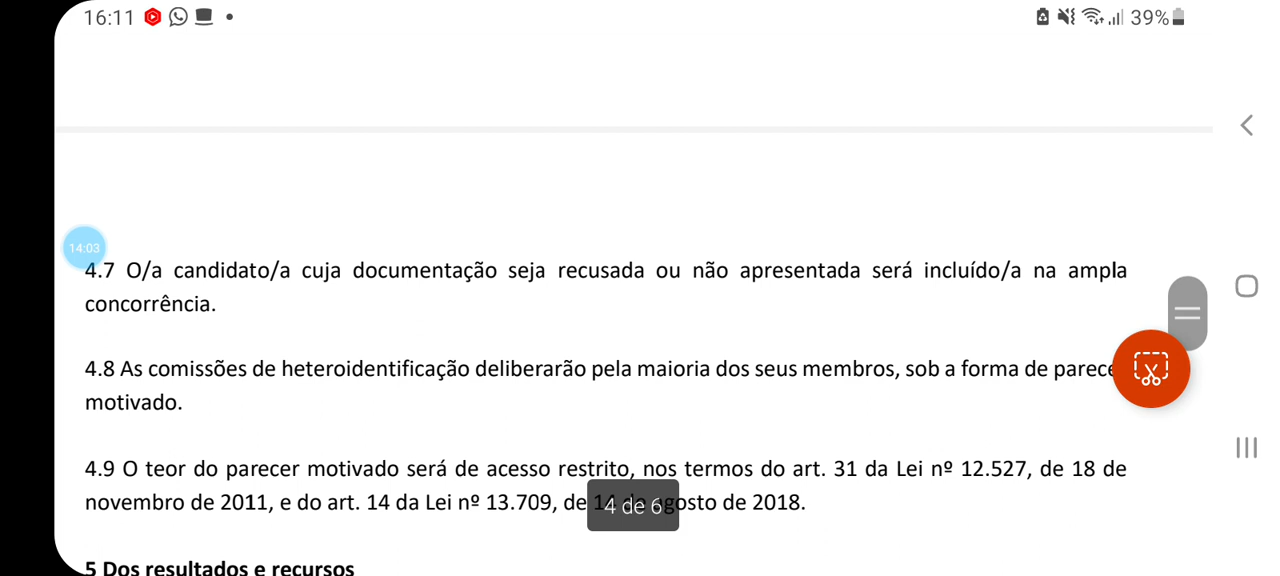 16:11
39%
14:03
4.7 O/a candidato/a cuja documentação seja recusada ou não apresentada será incluído/a na ampla
concorrência.
4.8 As comissões de heteroidentificação deliberarão pela maioria dos seus membros, sob a forma de parece
motivado.
4.9 O teor do parecer motivado será de acesso restrito, nos termos do art. 31 da Lei nº 12.527, de 18 de
novembro de 2011, e do art. 14 da Lei nº 13.709, de 14 de agosto de 2018.
4 de 6
5 Dos resultados e recursos